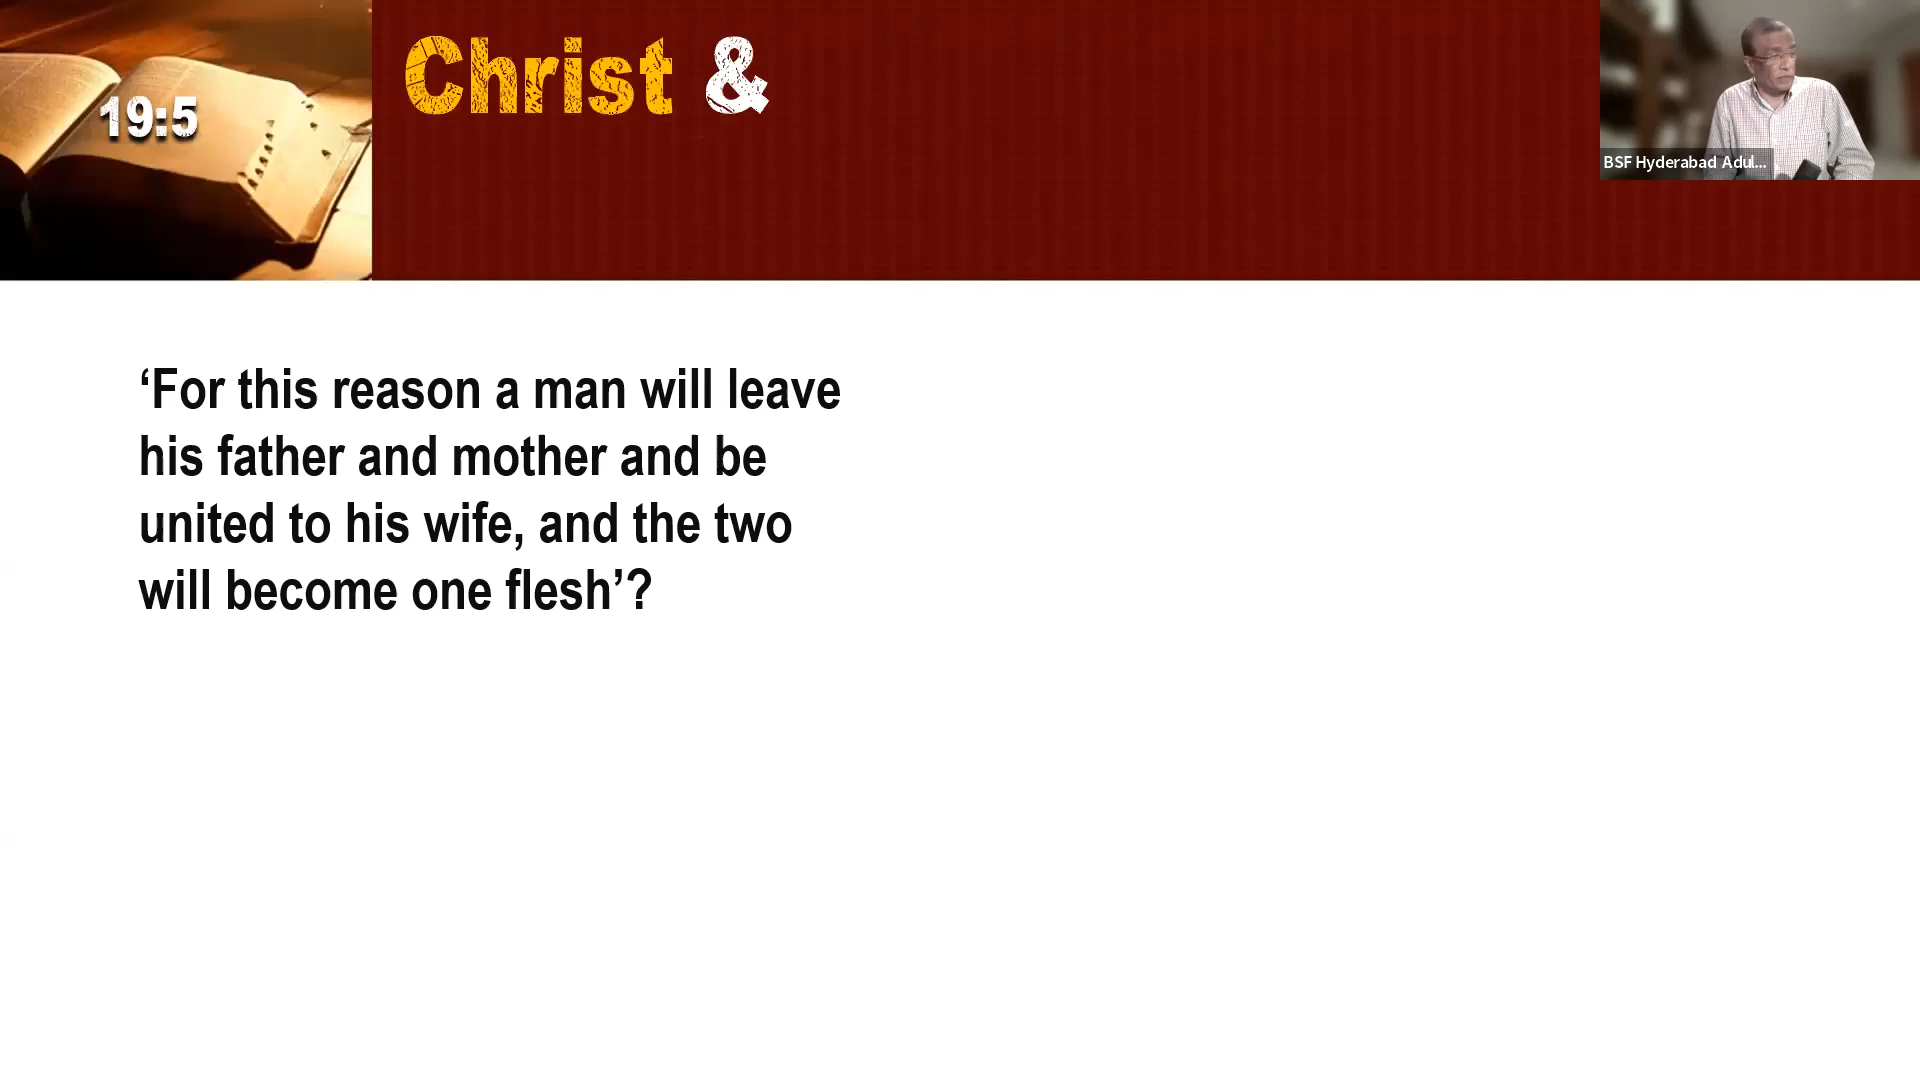 19:5
Christ &
BSF Hyderabad Adul...
‘For this reason a man will leave
his father and mother and be
united to his wife, and the two
will become one flesh’?